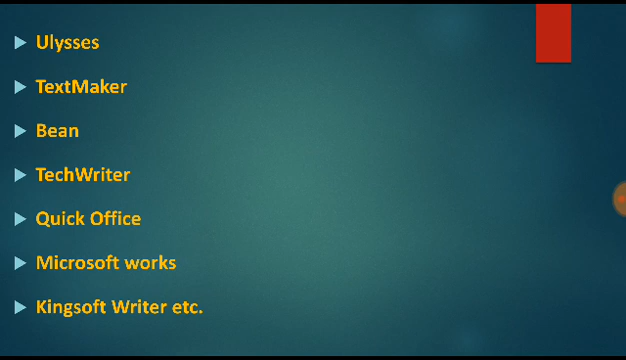 Ulysses
TextMaker
Bean
TechWriter
Quick Office
Microsoft works
Kingsoft Writer etc.